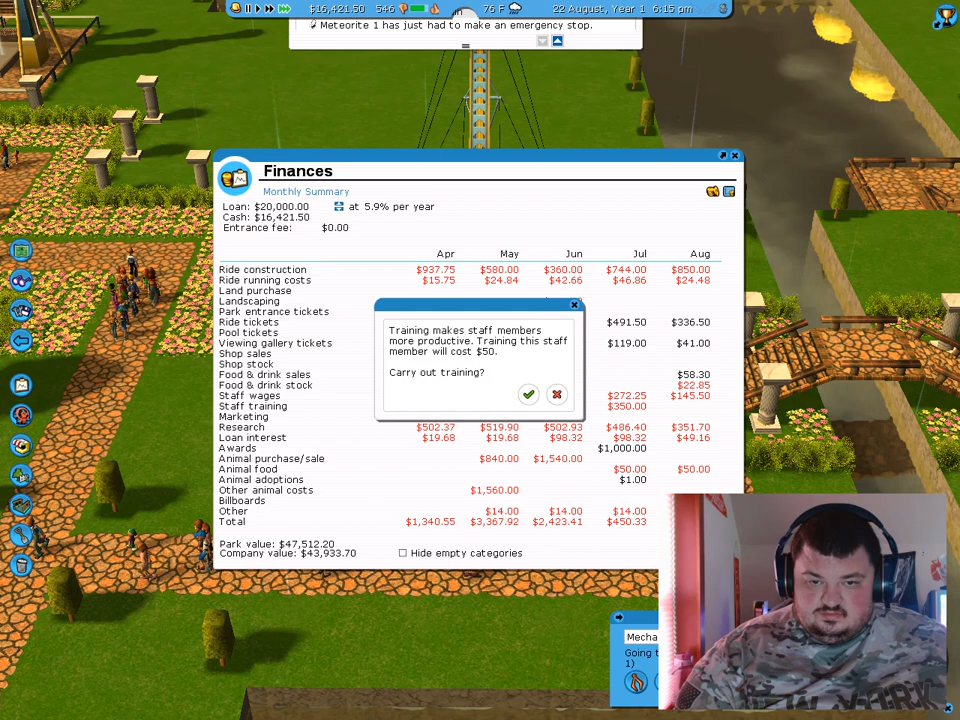 $16,421.50 546 76 F 22 August, Year 1 6:15 pm
Meteorite 1 has just had to make an emergency stop.
Finances
Monthly Summary
Loan: $20,000.00 at 5.9% per year
Cash: $16,421.50
Entrance fee: $0.00
Apr May Jun Jul Aug
Ride construction $937.75 $580.00 $360.00 $744.00 $850.00
Ride running costs $15.75 $24.84 $42.66 $46.86 $24.48
Land purchase
Landscaping
Park entrance tickets
Ride tickets $491.50 $336.50
Pool tickets
Viewing gallery tickets $119.00 $41.00
Shop sales
Shop stock
Food & drink sales $58.30
Food & drink stock $22.85
Staff wages $272.25 $145.50
Staff training $350.00
Marketing
Research $502.37 $519.90 $502.93 $486.40 $351.70
Loan interest $19.68 $19.68 $98.32 $98.32 $49.16
Awards $1,000.00
Animal purchase/sale $840.00 $1,540.00
Animal food $50.00 $50.00
Animal adoptions $1.00
Other animal costs $1,560.00
Billboards
Other $14.00 $14.00 $14.00
Total $1,340.55 $3,367.92 $2,423.41 $450.33
Park value: $47,512.20
Company value: $43,933.70 Hide empty categories
Training makes staff members
more productive. Training this staff
member will cost $50.
Carry out training?
Mecha
Going t
1)